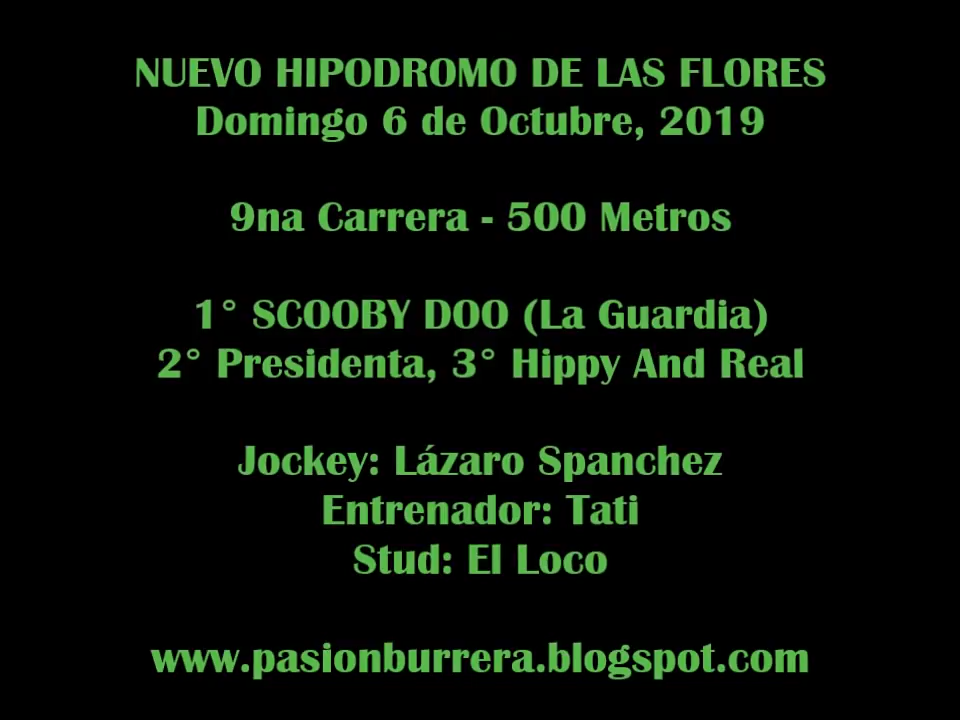 NUEVO HIPODROMO DE LAS FLORES
Domingo 6 de Octubre, 2019
9na Carrera - 500 Metros
1° SCOOBY DOO (La Guardia)
2° Presidenta, 3° Hippy And Real
Jockey: Lázaro Spanchez
Entrenador: Tati
Stud: El Loco
www.pasionburrera.blogspot.com